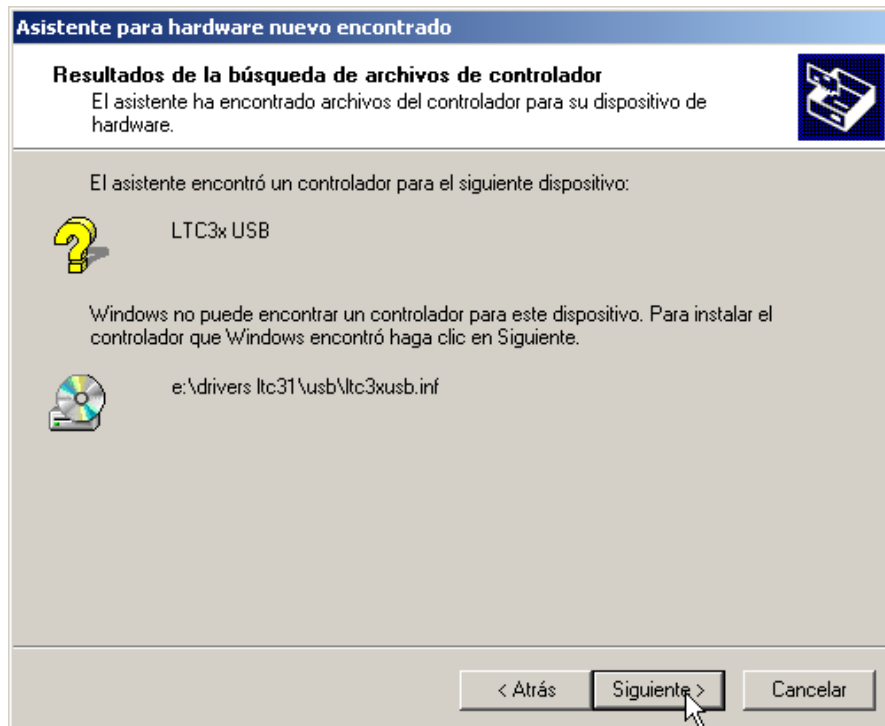 Asistente para hardware nuevo encontrado
Resultados de la búsqueda de archivos de controlador
El asistente ha encontrado archivos del controlador para su dispositivo de
hardware.
El asistente encontró un controlador para el siguiente dispositivo:
LTC3x USB
Windows no puede encontrar un controlador para este dispositivo. Para instalar el
controlador que Windows encontró haga clic en Siguiente.
e:\drivers ltc31\usb\ltc3xusb.inf
< Atrás
Siguiente >
Cancelar